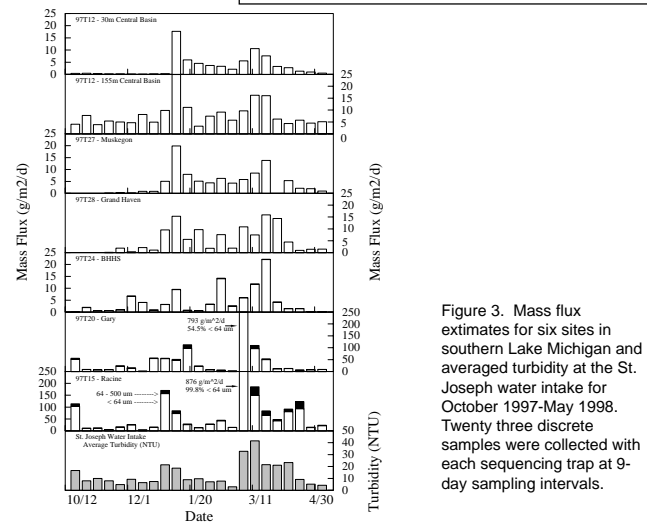 25
20
15
10
5
0
97T12 - 30m Central Basin
97T12 - 155m Central Basin
25
20
15
10
5
0
25
20
15
10
5
0
97T27 - Muskegon
97T28 - Grand Haven
25
20
15
10
5
0
25
20
15
10
5
0
97T24 - BHHS
97T20 - Gary
793 g/m^2/d
54.5% < 64 um
250
200
150
100
50
0
250
200
150
100
50
0
97T15 - Racine
876 g/m^2/d
99.8% < 64 um
64 - 500 um -------->
< 64 um -------->
St. Joseph Water Intake
Average Turbidity (NTU)
50
40
30
20
10
0
Mass Flux (g/m2/d)
Mass Flux (g/m2/d)
Mass Flux (g/m2/d)
Turbidity (NTU)
10/12
12/1
1/20
3/11
4/30
Date
Figure 3. Mass flux
estimates for six sites in
southern Lake Michigan and
averaged turbidity at the St.
Joseph water intake for
October 1997-May 1998.
Twenty three discrete
samples were collected with
each sequencing trap at 9-
day sampling intervals.